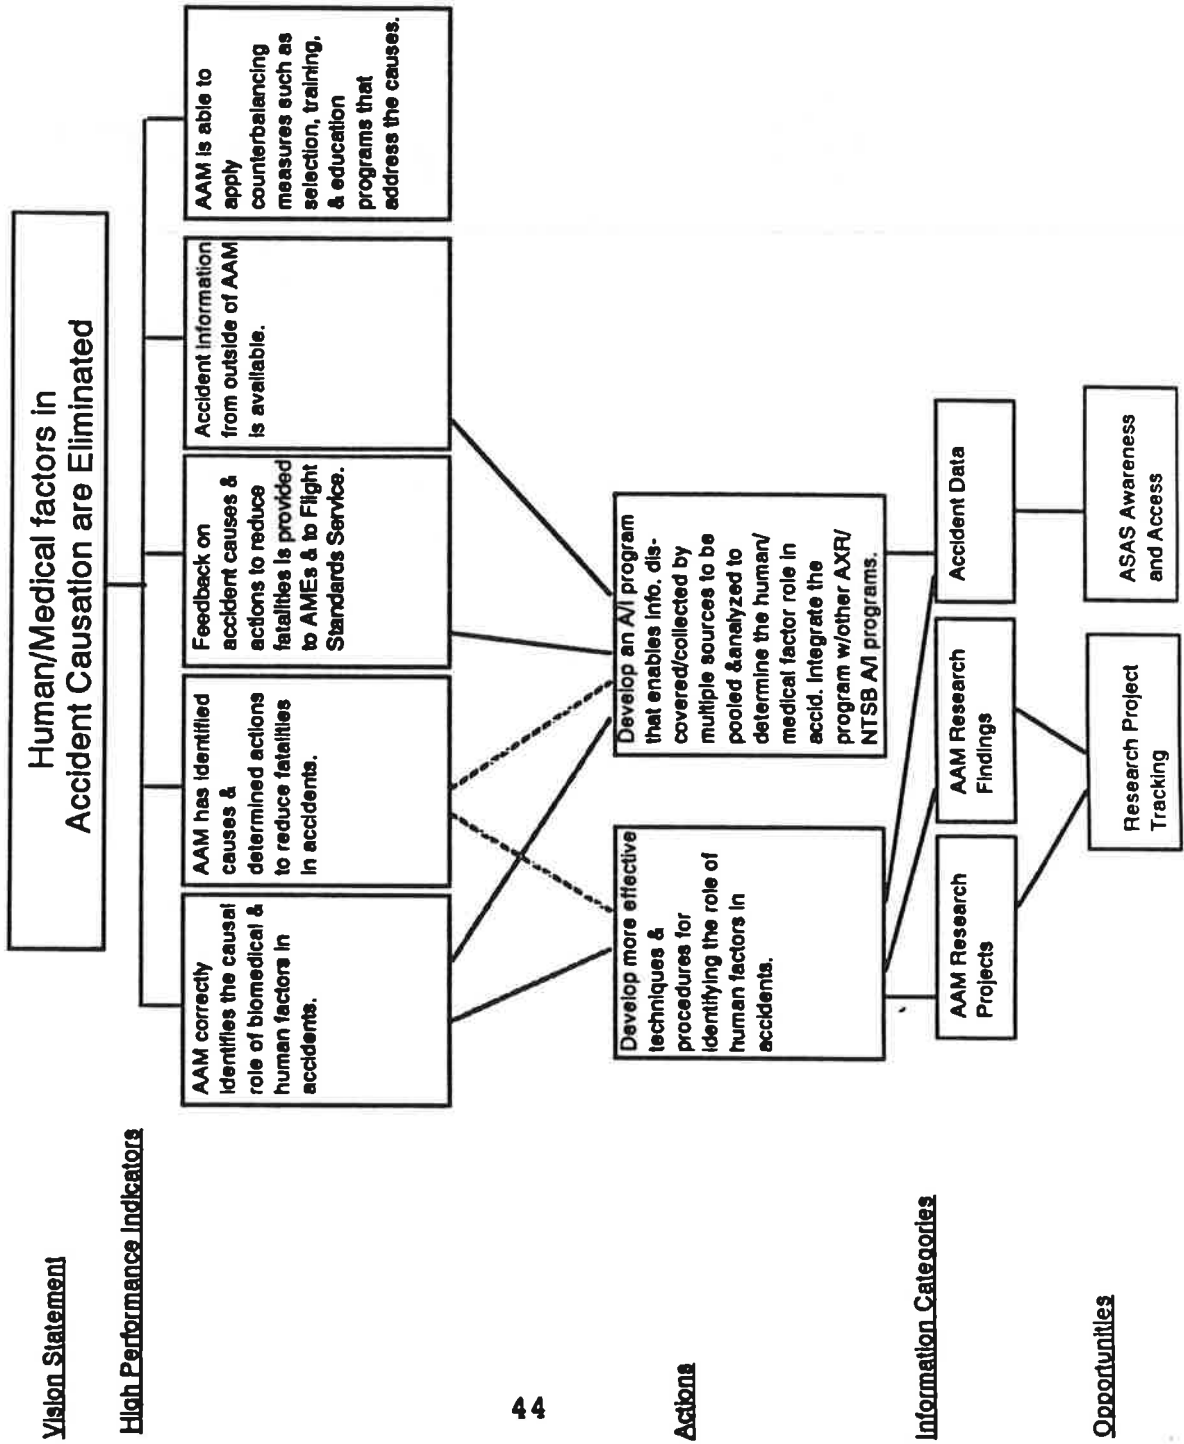 Vision Statement
Human/Medical factors in
Accident Causation are Eliminated
High Performance Indicators
AAM correctly
identifies the causal
role of biomedical &
human factors in
accidents.
AAM has identified
causes &
determined actions
to reduce fatalities
in accidents.
Feedback on
accident causes &
actions to reduce
fatalities is provided
to AMEs & to Flight
Standards Service.
Accident information
from outside of AAM
is available.
AAM is able to
apply
counterbalancing
measures such as
selection, training,
& education
programs that
address the causes.
44
Actions
Develop more effective
techniques &
procedures for
identifying the role of
human factors in
accidents.
Develop an A/I program
that enables info. dis-
covered/collected by
multiple sources to be
pooled &analyzed to
determine the human/
medical factor role in
accid. Integrate the
program w/other AXR/
NTSB A/I programs.
Information Categories
AAM Research
Projects
AAM Research
Findings
Accident Data
Opportunities
Research Project
Tracking
ASAS Awareness
and Access